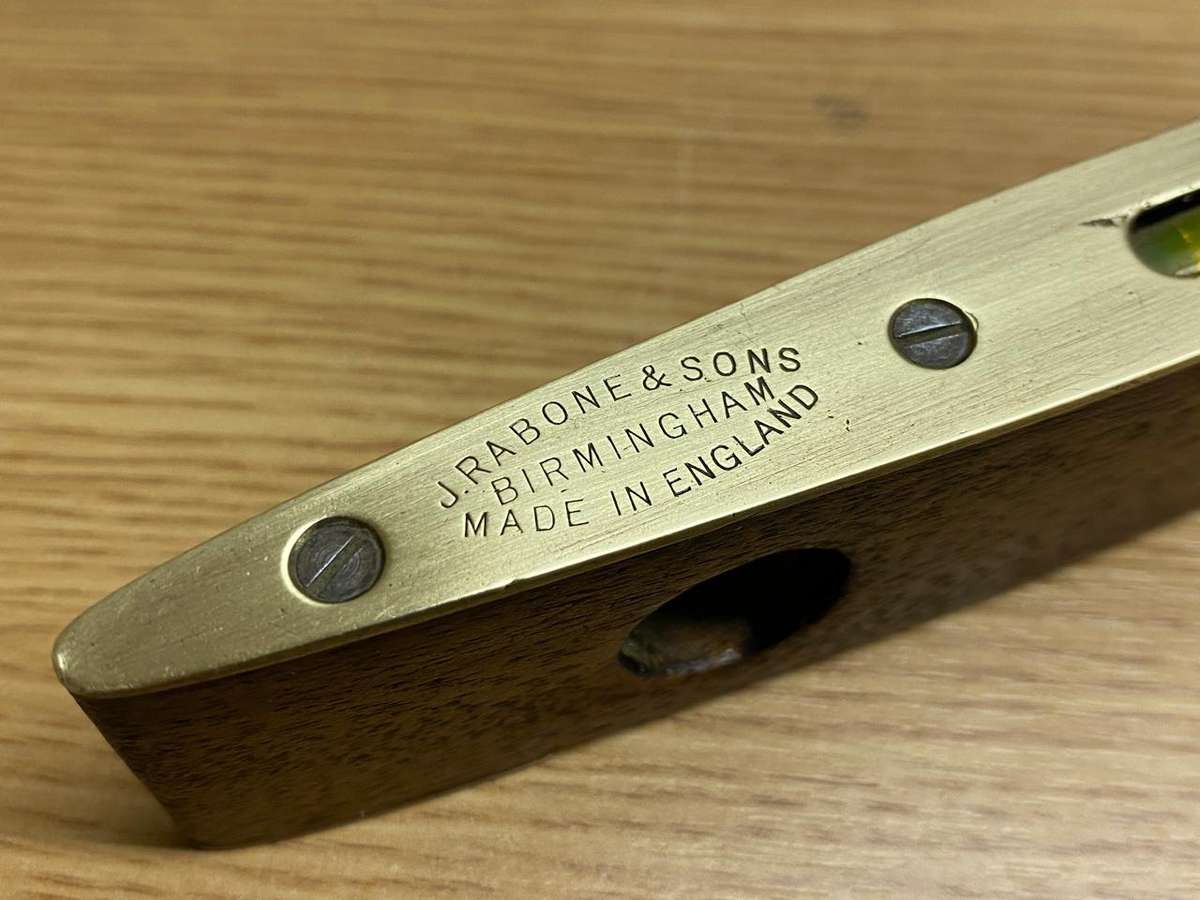 J. RABONE & SONS
BIRMINGHAM
MADE IN ENGLAND